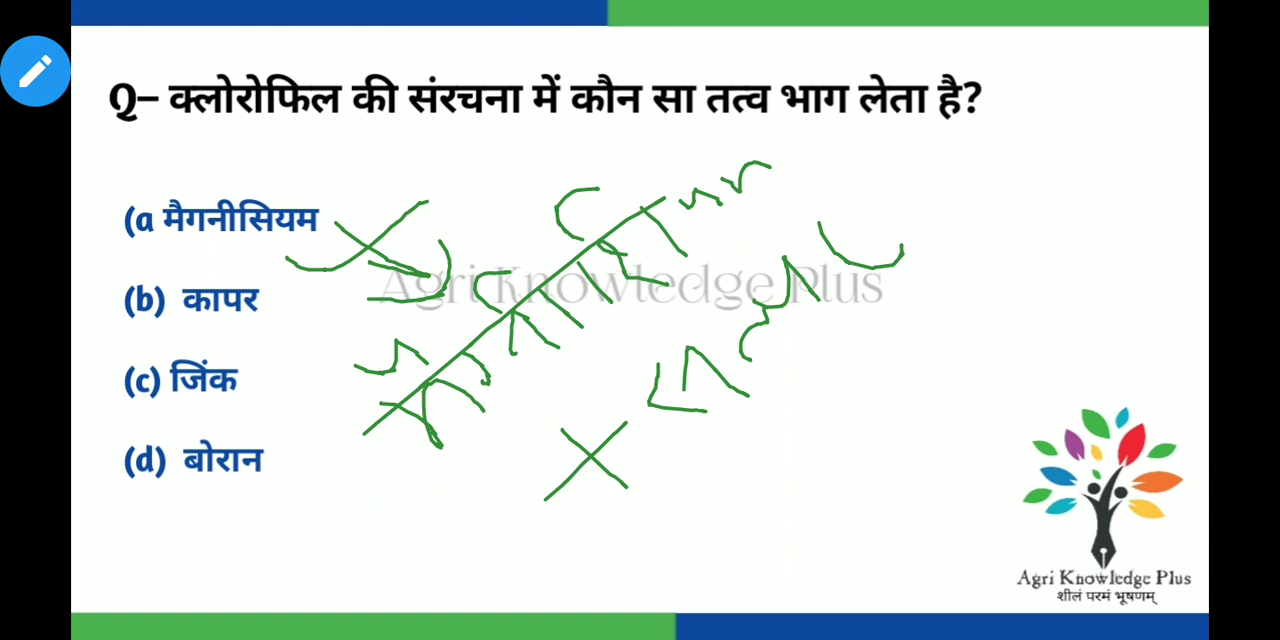 Q– क्लोरोफिल की संरचना में कौन सा तत्व भाग लेता है?
(a मैगनीसियम
(b) कापर
(c) जिंक
(d) बोरान
Agri Knowledge Plus
Agri Knowledge Plus
शीलं परमं भूषणम्